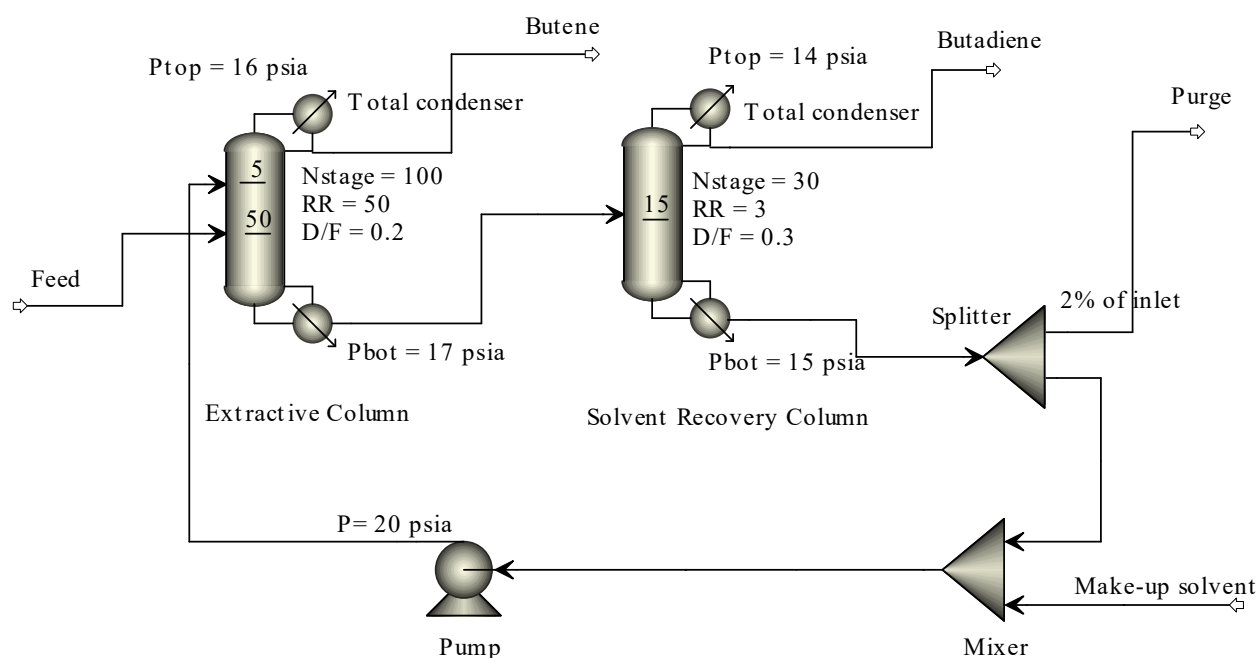 Butene
Ptop = 16 psia
Total condenser
5
50
Nstage = 100
RR = 50
D/F = 0.2
Feed
Pbot = 17 psia
Extractive Column
Butadiene
Ptop = 14 psia
Total condenser
15
Nstage = 30
RR = 3
D/F = 0.3
Pbot = 15 psia
Solvent Recovery Column
Purge
2% of inlet
Splitter
P= 20 psia
Pump
Make-up solvent
Mixer